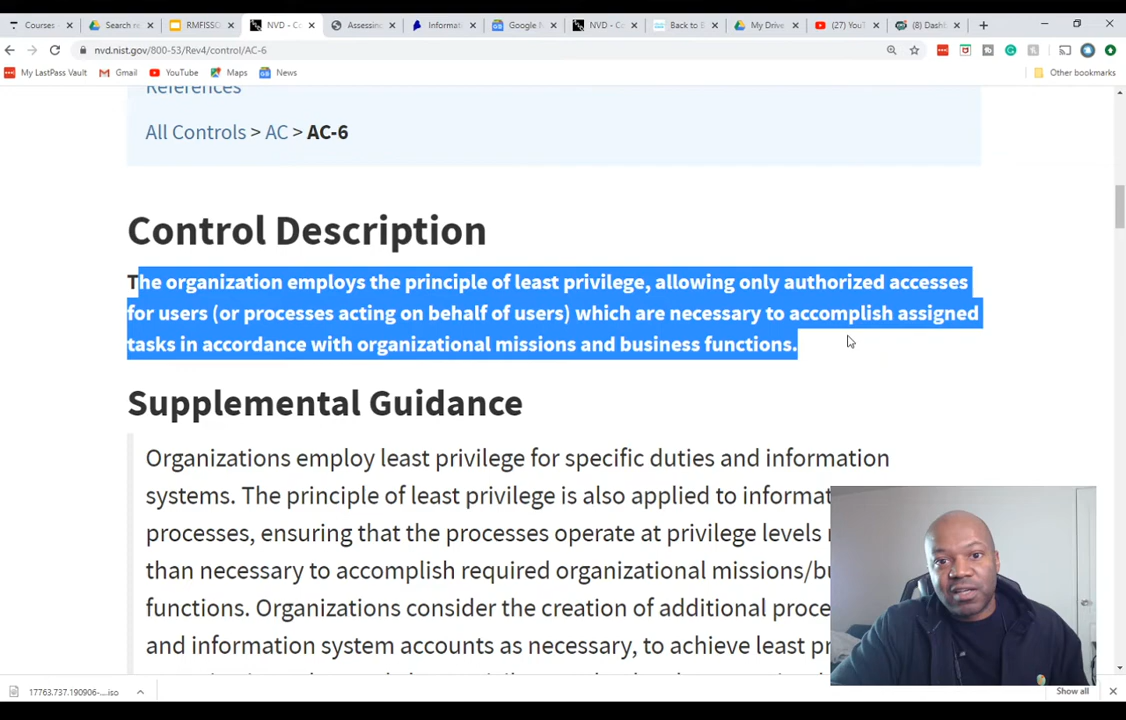 Courses
Search re
RMFISSO
NVD - Co
Assessing
Informat
Google M
NVD - Co
Back to B
My Drive
(27) YouT
(8) Dashb
nvd.nist.gov/800-53/Rev4/control/AC-6
My LastPass Vault
Gmail
YouTube
Maps
News
Other bookmarks
References
All Controls > AC > AC-6
Control Description
The organization employs the principle of least privilege, allowing only authorized accesses
for users (or processes acting on behalf of users) which are necessary to accomplish assigned
tasks in accordance with organizational missions and business functions.
Supplemental Guidance
Organizations employ least privilege for specific duties and information
systems. The principle of least privilege is also applied to informat
processes, ensuring that the processes operate at privilege levels
than necessary to accomplish required organizational missions/bu
functions. Organizations consider the creation of additional proce
and information system accounts as necessary, to achieve least pr
17763.737.190906-....iso
Show all